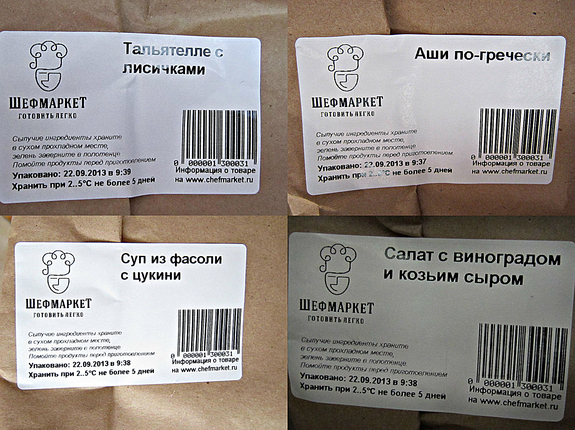 Тальятелле с
лисичками
ШЕФМАРКЕТ
ГОТОВИТЬ ЛЕГКО
Сыпучие ингредиенты храните
в сухом прохладном месте,
зелень заверните в полотенце
Помойте продукты перед приготовлением
Упаковано: 22.09.2013 в 9:39
Хранить при 2..5°С не более 5 дней
0 000001 300031
Информация о товаре
на www.chefmarket.ru
Аши по-гречески
ШЕФМАРКЕТ
ГОТОВИТЬ ЛЕГКО
Сыпучие ингредиенты храните
в сухом прохладном месте,
зелень заверните в полотенце
Помойте продукты перед приготовлением
Упаковано: 22.09.2013 в 9:37
Хранить при 2..5°С не более 5 дней
0 000001 300031
Информация о товаре
на www.chefmarket.ru
Суп из фасоли
с цукини
ШЕФМАРКЕТ
ГОТОВИТЬ ЛЕГКО
Сыпучие ингредиенты храните
в сухом прохладном месте,
зелень заверните в полотенце
Помойте продукты перед приготовлением
Упаковано: 22.09.2013 в 9:38
Хранить при 2..5°С не более 5 дней
0 000001 300031
Информация о товаре
на www.chefmarket.ru
Салат с виноградом
и козьим сыром
ШЕФМАРКЕТ
ГОТОВИТЬ ЛЕГКО
Сыпучие ингредиенты храните
в сухом прохладном месте,
зелень заверните в полотенце
Помойте продукты перед приготовлением
Упаковано: 22.09.2013 в 9:38
Хранить при 2..5°С не более 5 дней
0 000001 300031
Информация о товаре
на www.chefmarket.ru